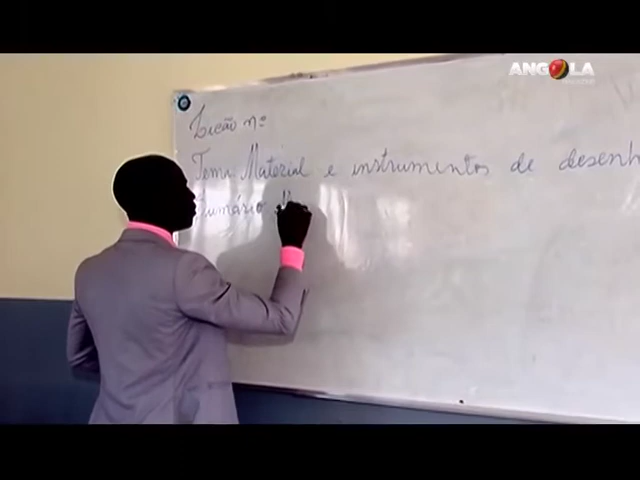 ANGOLA
Lição nº
Tema Material e instrumentos de desenh
Sumário